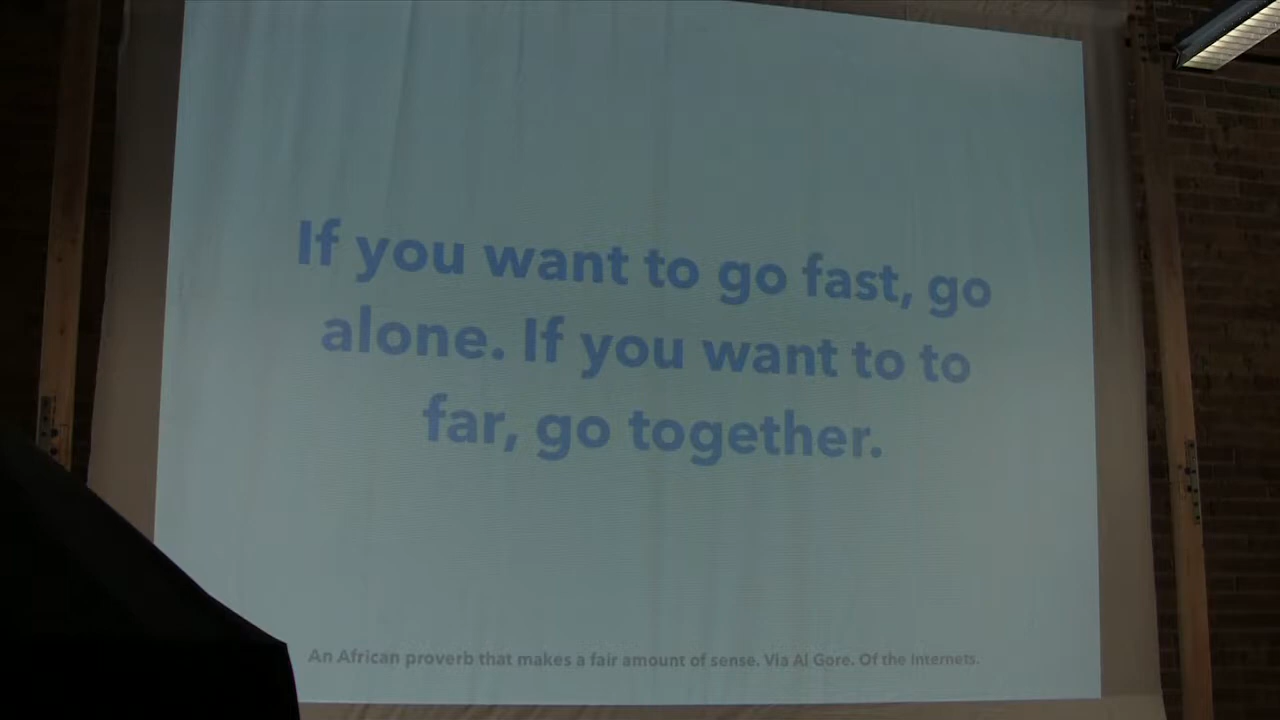 If you want to go fast, go
alone. If you want to to
far, go together.
An African proverb that makes a fair amount of sense. Via Al Gore. Of the Internets.